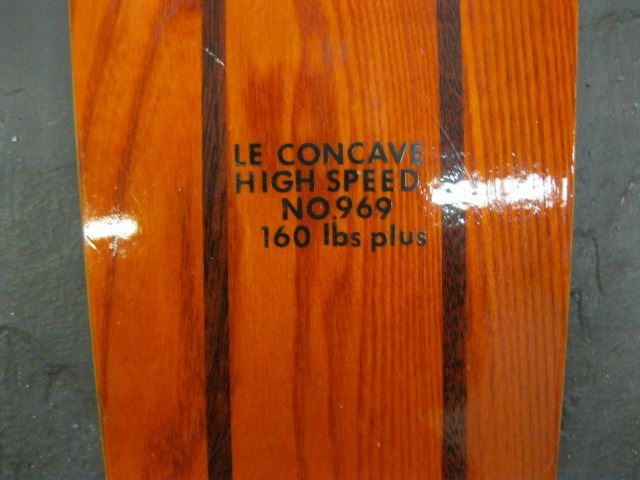 LE CONCAVE
HIGH SPEED
NO.969
160 lbs plus